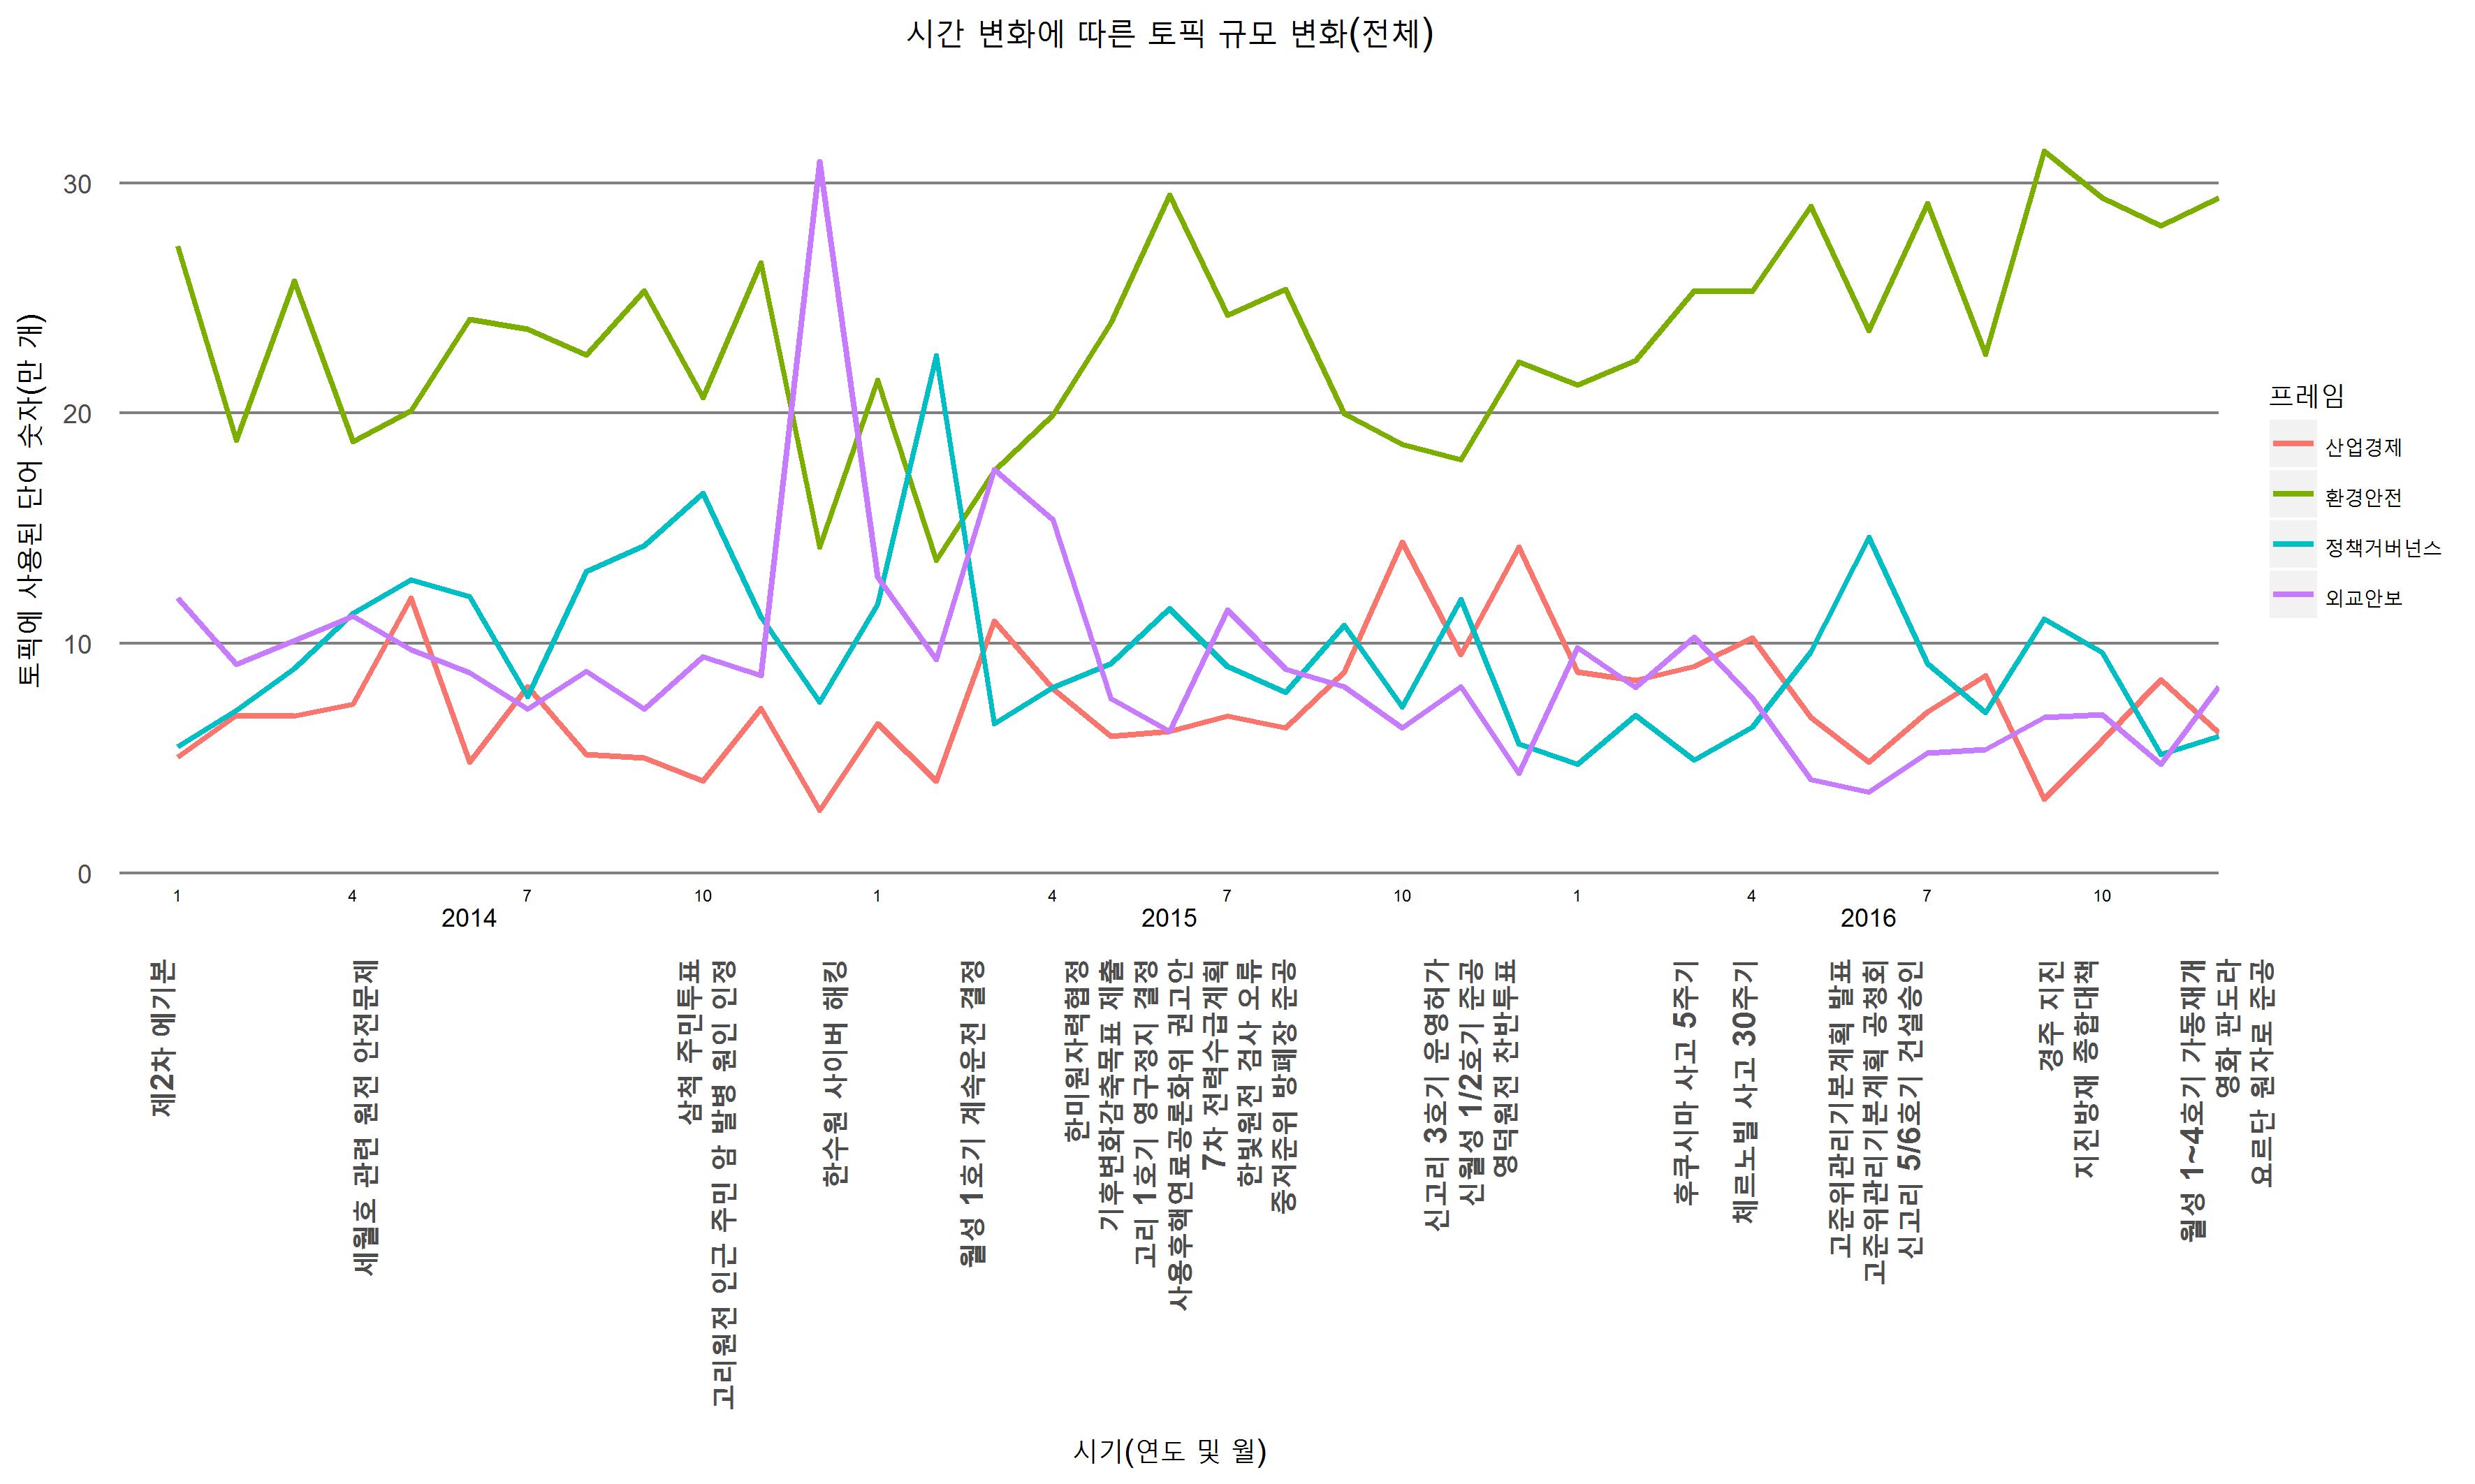 시간 변화에 따른 토픽 규모 변화(전체)
토픽에 사용된 단어 숫자(만 개)
30
20
10
0
1
4
7
10
1
4
7
10
1
4
7
10
2014
2015
2016
제2차 에기본
세월호 관련 원전 안전문제
삼척 주민투표
고리원전 인근 주민 암 발병 원인 인정
한수원 사이버 해킹
월성 1호기 계속운전 결정
한미원자력협정
기후변화감축목표 제출
고리 1호기 영구정지 결정
사용후핵연료공론화위 권고안
7차 전력수급계획
한빛원전 검사 오류
중저준위 방폐장 준공
신고리 3호기 운영허가
신월성 1/2호기 준공
영덕원전 찬반투표
후쿠시마 사고 5주기
체르노빌 사고 30주기
고준위관리기본계획 발표
고준위관리기본계획 공청회
신고리 5/6호기 건설승인
경주 지진
지진방재 종합대책
월성 1~4호기 가동재개
영화 판도라
요르단 원자로 준공
시기(연도 및 월)
프레임
산업경제
환경안전
정책거버넌스
외교안보